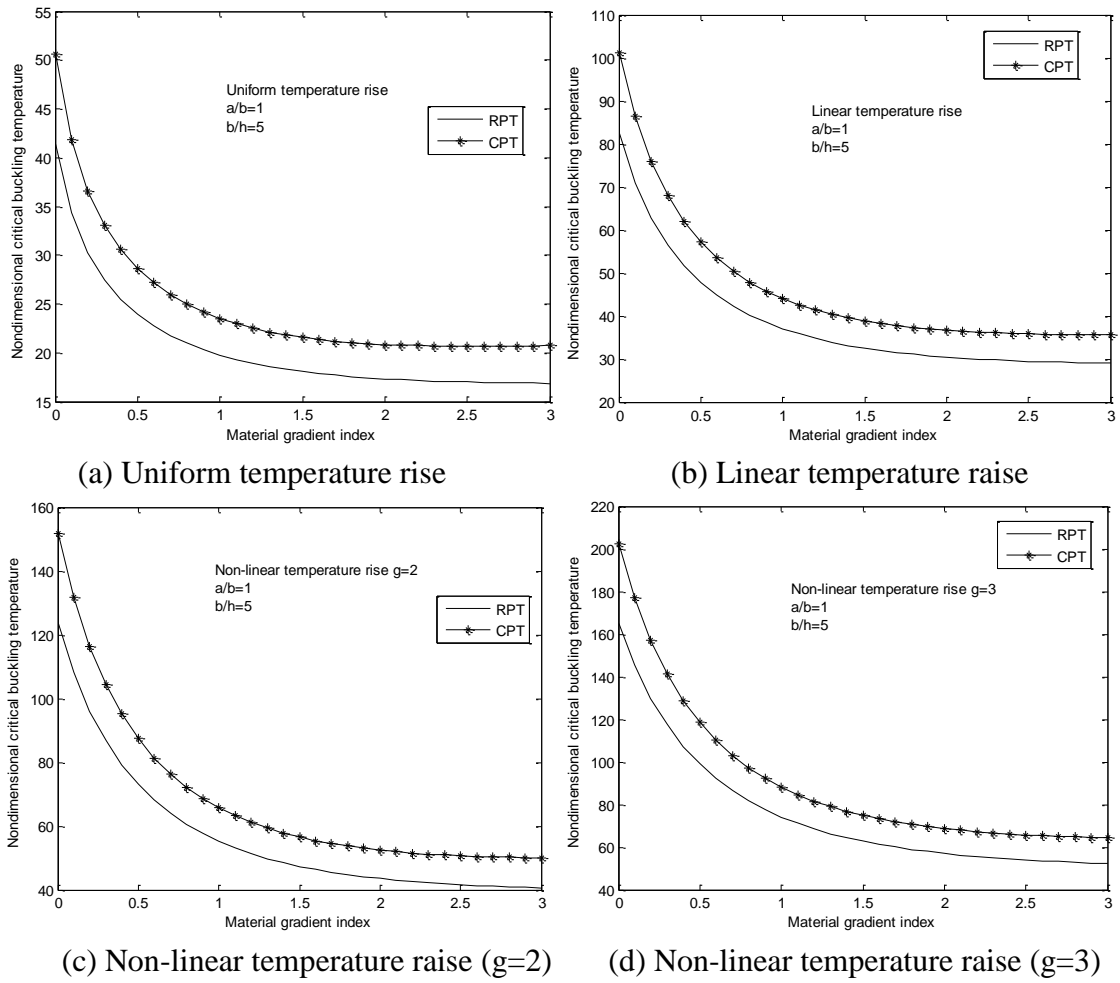 55
50
45
40
35
30
25
20
15
Nondimensional critical buckling temperature
Uniform temperature rise
a/b=1
b/h=5
RPT
CPT
0 0.5 1 1.5 2 2.5 3
Material gradient index
(a) Uniform temperature rise
110
100
90
80
70
60
50
40
30
20
Nondimensional critical buckling temperature
RPT
CPT
Linear temperature rise
a/b=1
b/h=5
0 0.5 1 1.5 2 2.5 3
Material gradient index
(b) Linear temperature raise
160
140
120
100
80
60
40
Nondimensional critical buckling temperature
Non-linear temperature rise g=2
a/b=1
b/h=5
RPT
CPT
0 0.5 1 1.5 2 2.5 3
Material gradient index
(c) Non-linear temperature raise (g=2)
220
200
180
160
140
120
100
80
60
40
Nondimensional critical buckling temperature
RPT
CPT
Non-linear temperature rise g=3
a/b=1
b/h=5
0 0.5 1 1.5 2 2.5 3
Material gradient index
(d) Non-linear temperature raise (g=3)